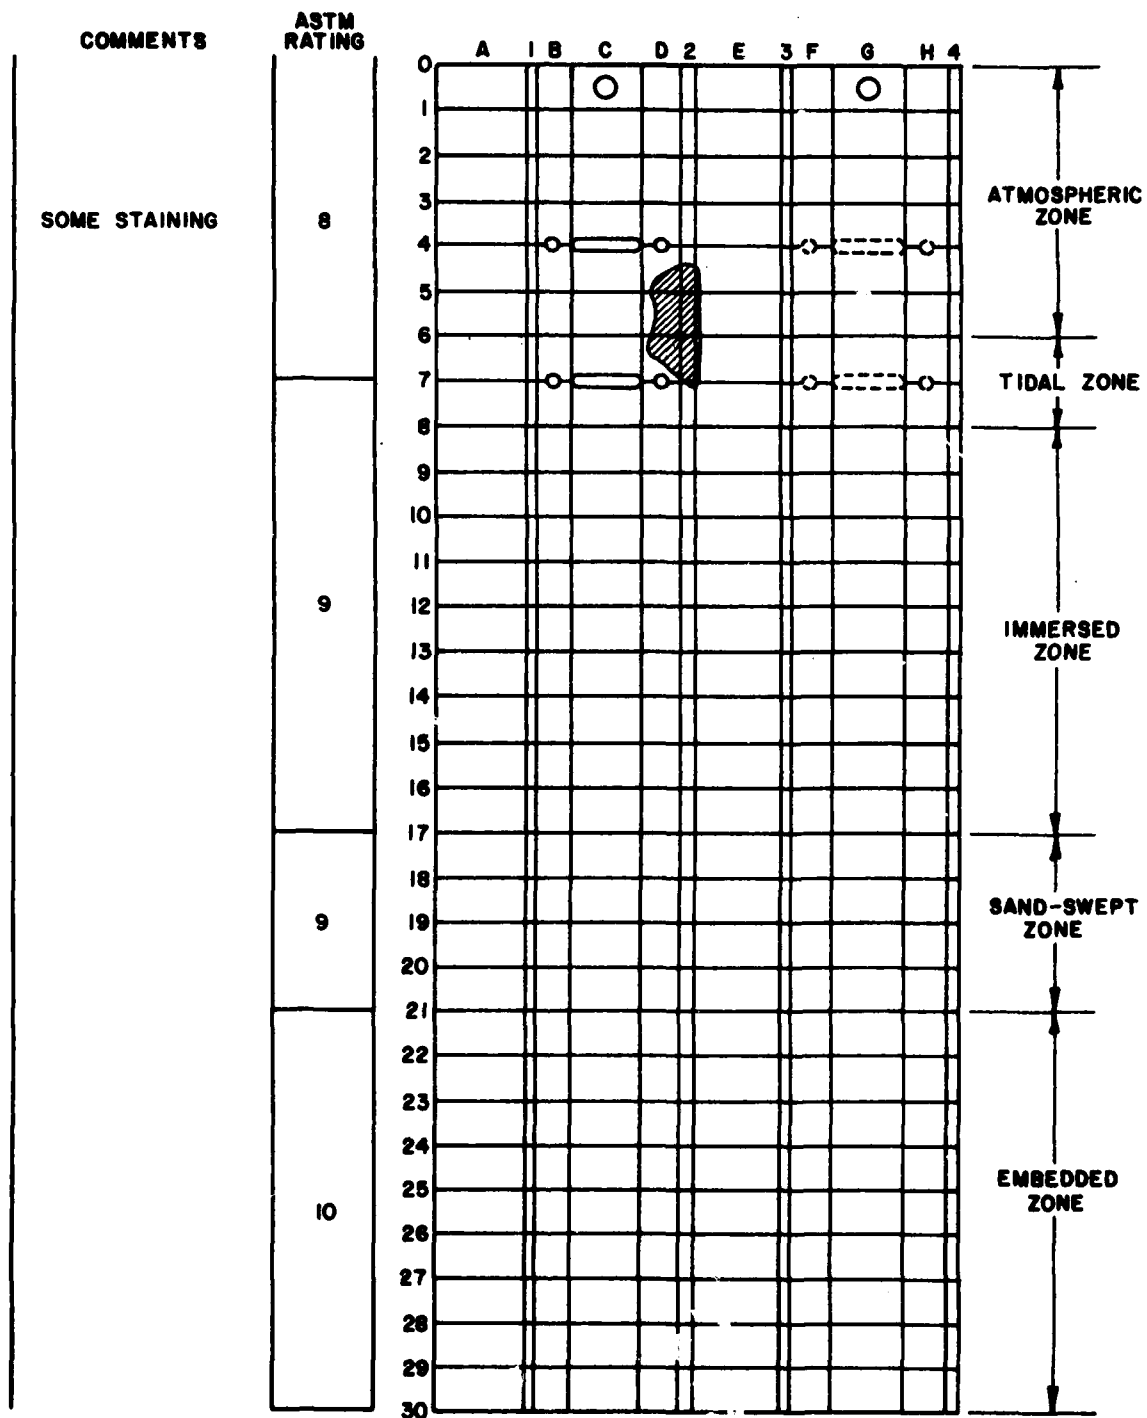 COMMENTS
ASTM
RATING
A 1 B C D 2 E 3 F G H 4
0
1
2
3
4
5
6
7
8
9
10
11
12
13
14
15
16
17
18
19
20
21
22
23
24
25
26
27
28
29
30
SOME STAINING
8
9
9
10
ATMOSPHERIC
ZONE
TIDAL ZONE
IMMERSED
ZONE
SAND-SWEPT
ZONE
EMBEDDED
ZONE